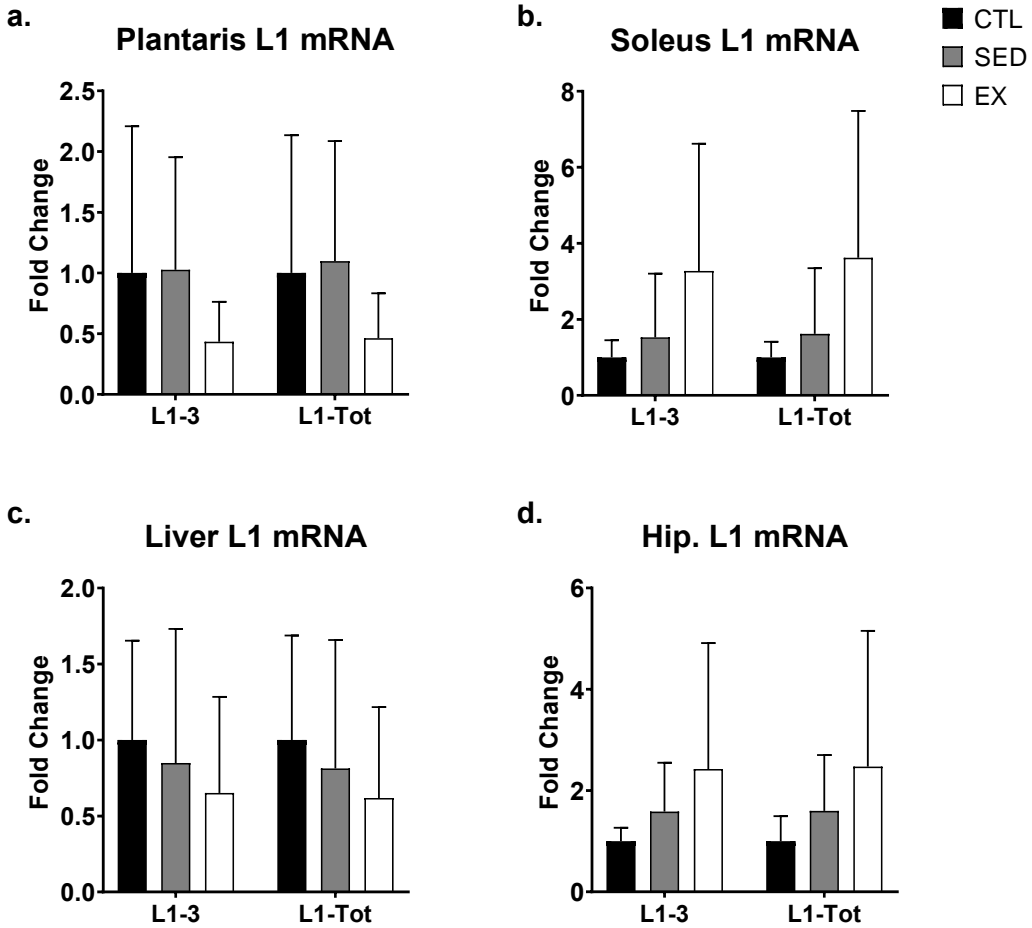 a.
Plantaris L1 mRNA
Fold Change
2.5
2.0
1.5
1.0
0.5
0.0
L1-3 L1-Tot
b.
Soleus L1 mRNA
Fold Change
8
6
4
2
0
L1-3 L1-Tot
CTL
SED
EX
c.
Liver L1 mRNA
Fold Change
2.0
1.5
1.0
0.5
0.0
L1-3 L1-Tot
d.
Hip. L1 mRNA
Fold Change
6
4
2
0
L1-3 L1-Tot